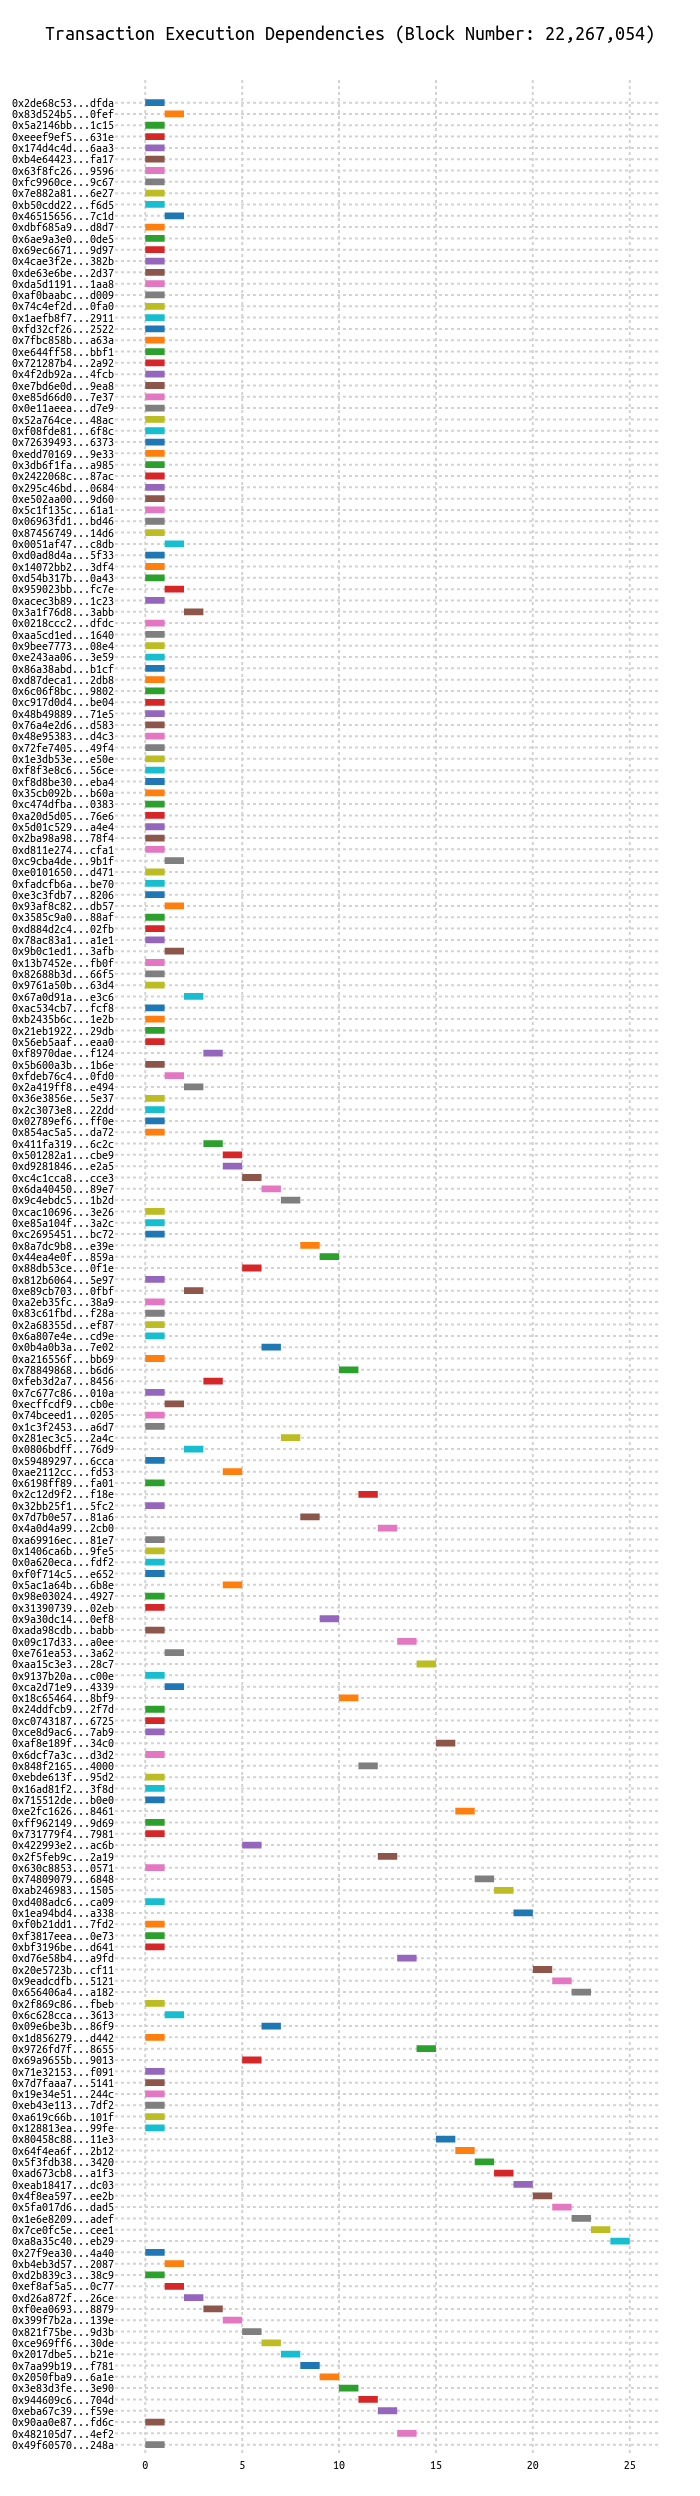 Transaction Execution Dependencies (Block Number: 22,267,054)
0x2de68c53...dfda
0x83d524b5...0fef
0x5a2146bb...1c15
0xeeef9ef5...631e
0x174d4c4d...6aa3
0xb4e64423...fa17
0x63f8fc26...9596
0xfc9960ce...9c67
0x7e882a81...6e27
0xb50cdd22...f6d5
0x46515656...7c1d
0xdbf685a9...d8d7
0x6ae9a3e0...0de5
0x69ec6671...9d97
0x4cae3f2e...382b
0xde63e6be...2d37
0xda5d1191...1aa8
0xaf0baabc...d009
0x74c4ef2d...0fa0
0x1aefb8f7...2911
0xfd32cf26...2522
0x7fbc858b...a63a
0xe644ff58...bbf1
0x721287b4...2a92
0x4f2db92a...4fcb
0xe7bd6e0d...9ea8
0xe85d66d0...7e37
0x0e11aeea...d7e9
0x52a764ce...48ac
0xf08fde81...6f8c
0x72639493...6373
0xedd70169...9e33
0x3db6f1fa...a985
0x2422068c...87ac
0x295c46bd...0684
0xe502aa00...9d60
0x5c1f135c...61a1
0x06963fd1...bd46
0x87456749...14d6
0x0051af47...c8db
0xd0ad8d4a...5f33
0x14072bb2...3df4
0xd54b317b...0a43
0x959023bb...fc7e
0xacec3b89...1c23
0x3a1f76d8...3abb
0x0218ccc2...dfdc
0xaa5cd1ed...1640
0x9bee7773...08e4
0xe243aa06...3e59
0x86a38abd...b1cf
0xd87deca1...2db8
0x6c06f8bc...9802
0xc917d0d4...be04
0x48b49889...71e5
0x76a4e2d6...d583
0x48e95383...d4c3
0x72fe7405...49f4
0x1e3db53e...e50e
0xf8f3e8c6...56ce
0xf8d8be30...eba4
0x35cb092b...b60a
0xc474dfba...0383
0xa20d5d05...76e6
0x5d01c529...a4e4
0x2ba98a98...78f4
0xd811e274...cfa1
0xc9cba4de...9b1f
0xe0101650...d471
0xfadcfb6a...be70
0xe3c3fdb7...8206
0x93af8c82...db57
0x3585c9a0...88af
0xd884d2c4...02fb
0x78ac83a1...a1e1
0x9b0c1ed1...3afb
0x13b7452e...fb0f
0x82688b3d...66f5
0x9761a50b...63d4
0x67a0d91a...e3c6
0xac534cb7...fcf8
0xb2435b6c...1e2b
0x21eb1922...29db
0x56eb5aaf...eaa0
0xf8970dae...f124
0x5b600a3b...1b6e
0xfdeb76c4...0fd0
0x2a419ff8...e494
0x36e3856e...5e37
0x2c3073e8...22dd
0x02789ef6...ff0e
0x854ac5a5...da72
0x411fa319...6c2c
0x501282a1...cbe9
0xd9281846...e2a5
0xc4c1cca8...cce3
0x6da40450...89e7
0x9c4ebdc5...1b2d
0xcac10696...3e26
0xe85a104f...3a2c
0xc2695451...bc72
0x8a7dc9b8...e39e
0x44ea4e0f...859a
0x88db53ce...0f1e
0x812b6064...5e97
0xe89cb703...0fbf
0xa2eb35fc...38a9
0x83c61fbd...f28a
0x2a68355d...ef87
0x6a807e4e...cd9e
0x0b4a0b3a...7e02
0xa216556f...bb69
0x78849868...b6d6
0xfeb3d2a7...8456
0x7c677c86...010a
0xecffcdf9...cb0e
0x74bceed1...0205
0x1c3f2453...a6d7
0x281ec3c5...2a4c
0x0806bdff...76d9
0x59489297...6cca
0xae2112cc...fd53
0x6198ff89...fa01
0x2c12d9f2...f18e
0x32bb25f1...5fc2
0x7d7b0e57...81a6
0x4a0d4a99...2cb0
0xa69916ec...81e7
0x1406ca6b...9fe5
0x0a620eca...fdf2
0xf0f714c5...e652
0x5ac1a64b...6b8e
0x98e03024...4927
0x31390739...02eb
0x9a30dc14...0ef8
0xada98cdb...babb
0x09c17d33...a0ee
0xe761ea53...3a62
0xaa15c3e3...28c7
0x9137b20a...c00e
0xca2d71e9...4339
0x18c65464...8bf9
0x24ddfcb9...2f7d
0xc0743187...6725
0xce8d9ac6...7ab9
0xaf8e189f...34c0
0x6dcf7a3c...d3d2
0x848f2165...4000
0xebde613f...95d2
0x16ad81f2...3f8d
0x715512de...b0e0
0xe2fc1626...8461
0xff962149...9d69
0x731779f4...7981
0x422993e2...ac6b
0x2f5feb9c...2a19
0x630c8853...0571
0x74809079...6848
0xab246983...1505
0xd408adc6...ca09
0x1ea94bd4...a338
0xf0b21dd1...7fd2
0xf3817eea...0e73
0xbf3196be...d641
0xd76e58b4...a9fd
0x20e5723b...cf11
0x9eadcdfb...5121
0x656406a4...a182
0x2f869c86...fbeb
0x6c628cca...3613
0x09e6be3b...86f9
0x1d856279...d442
0x9726fd7f...8655
0x69a9655b...9013
0x71e32153...f091
0x7d7faaa7...5141
0x19e34e51...244c
0xeb43e113...7df2
0xa619c66b...101f
0x128813ea...99fe
0x80458c88...11e3
0x64f4ea6f...2b12
0x5f3fdb38...3420
0xad673cb8...a1f3
0xeab18417...dc03
0x4f8ea597...ee2b
0x5fa017d6...dad5
0x1e6e8209...adef
0x7ce0fc5e...cee1
0xa8a35c40...eb29
0x27f9ea30...4a40
0xb4eb3d57...2087
0xd2b839c3...38c9
0xef8af5a5...0c77
0xd26a872f...26ce
0xf0ea0693...8879
0x399f7b2a...139e
0x821f75be...9d3b
0xce969ff6...30de
0x2017dbe5...b21e
0x7aa99b19...f781
0x2050fba9...6a1e
0x3e83d3fe...3e90
0x944609c6...704d
0xeba67c39...f59e
0x90aa0e87...fd6c
0x482105d7...4ef2
0x49f60570...248a
0 5 10 15 20 25